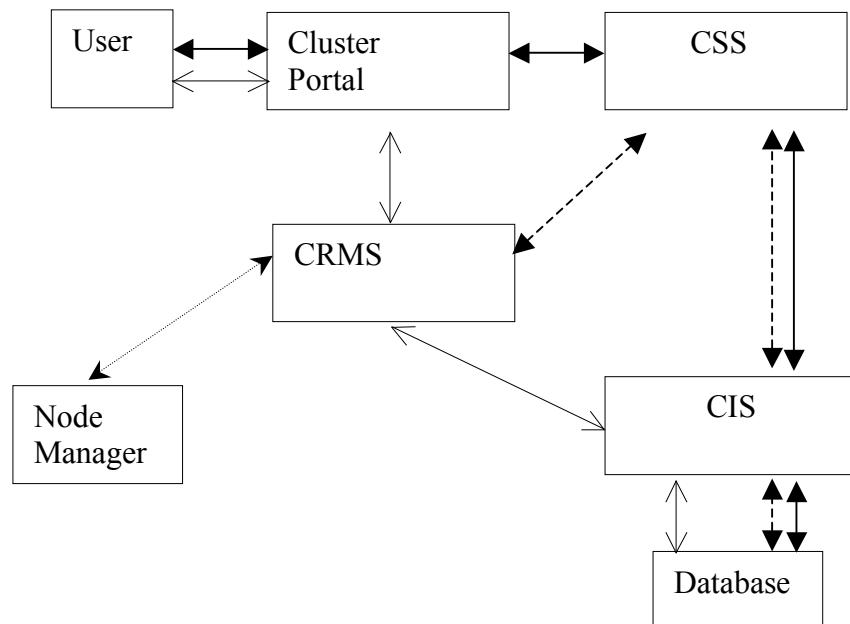 User
Cluster
Portal
CSS
CRMS
Node
Manager
CIS
Database